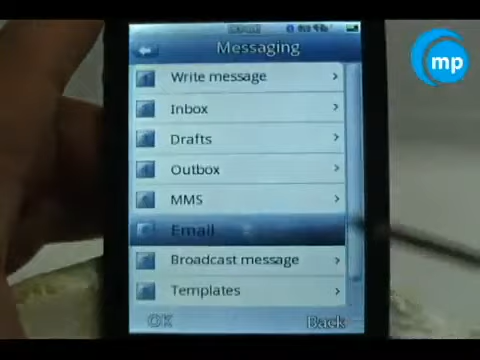 mp
Messaging
Write message
Inbox
Drafts
Outbox
MMS
Email
Broadcast message
Templates
OK
Back